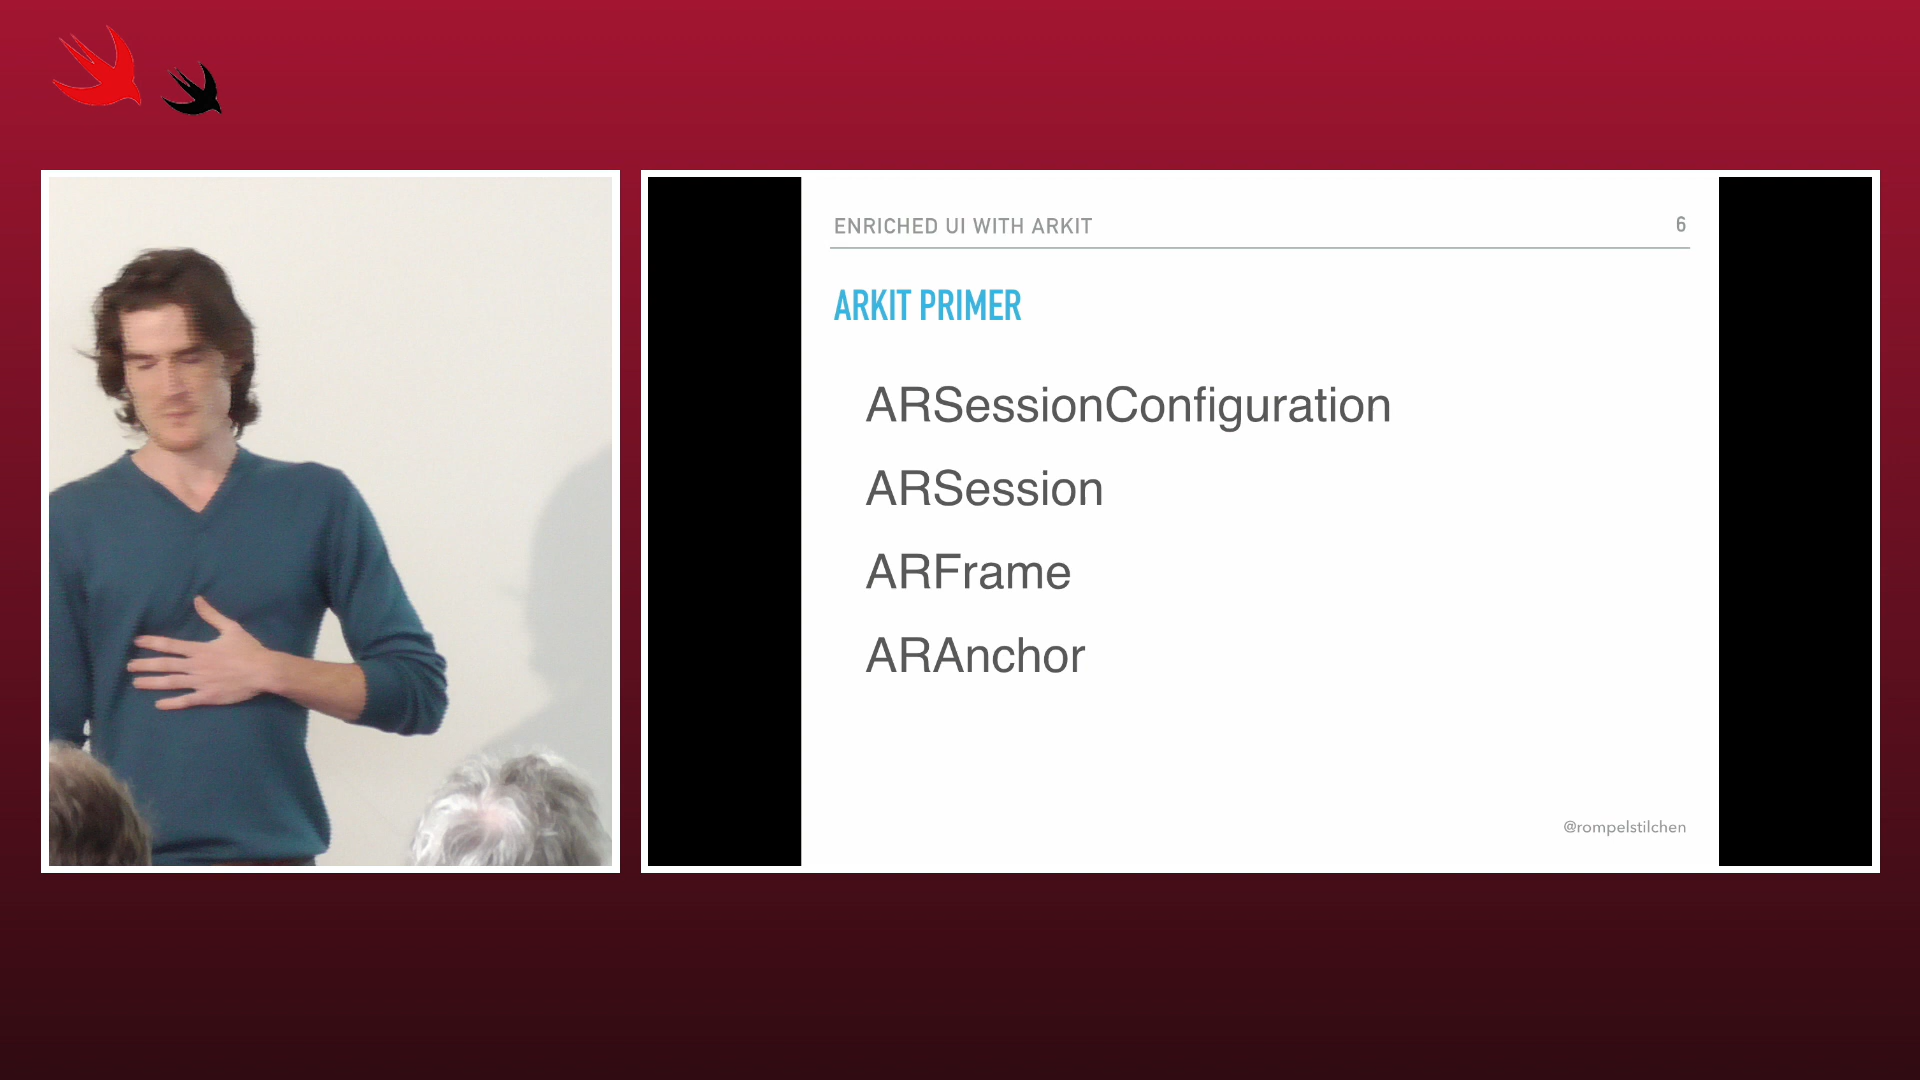 ENRICHED UI WITH ARKIT
6
ARKIT PRIMER
ARSessionConfiguration
ARSession
ARFrame
ARAnchor
@rompelstilchen